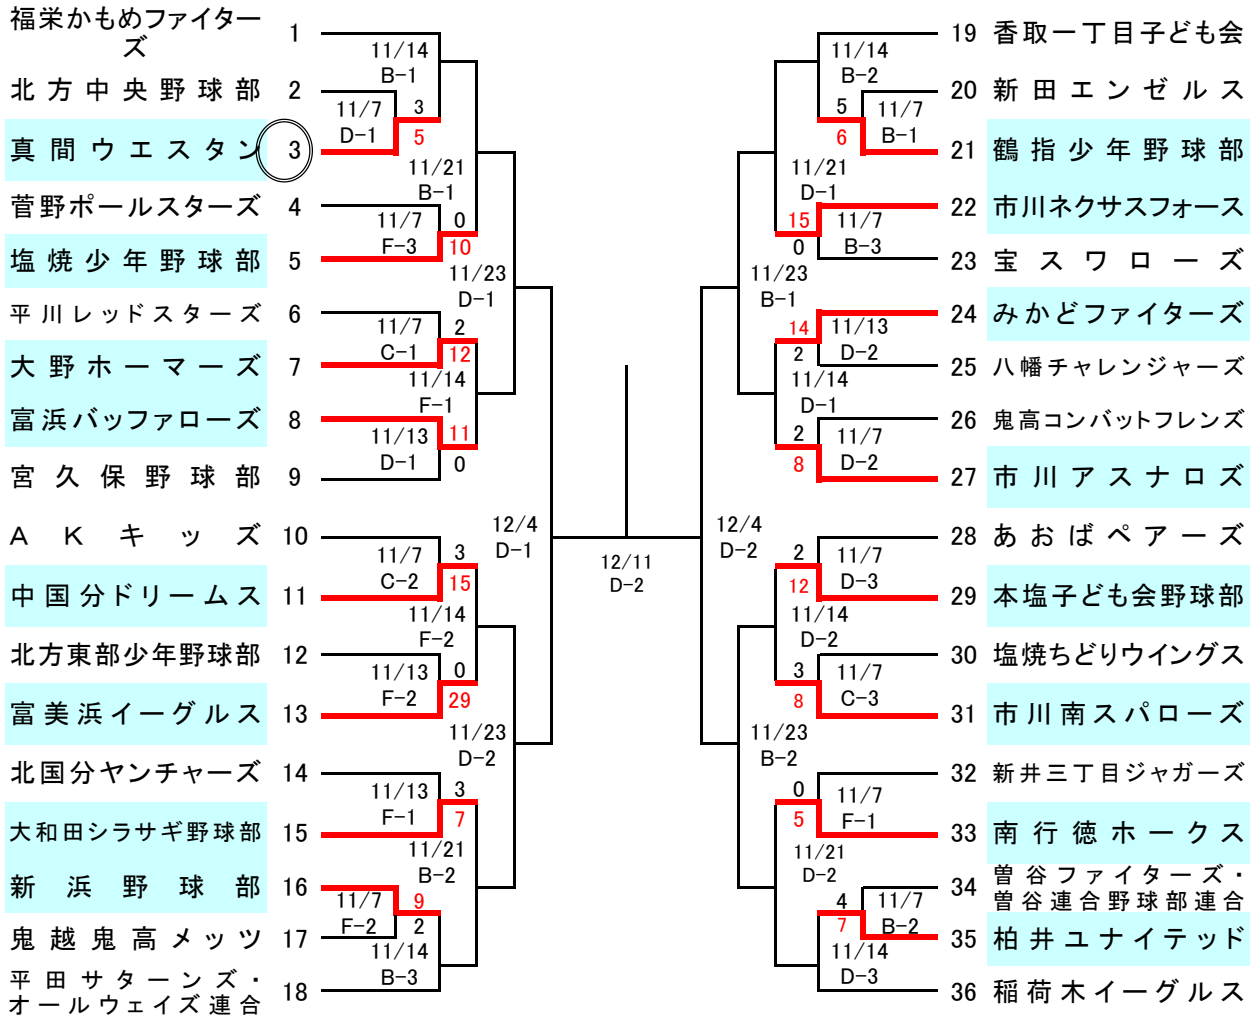 福栄かもめファイター
ズ
1
北方中央野球部 2
真間ウエスタン 3
菅野ポールスターズ 4
塩焼少年野球部 5
平川レッドスターズ 6
大野ホーマーズ 7
富浜バッファローズ 8
宮久保野球部 9
AKキッズ 10
中国分ドリームス 11
北方東部少年野球部 12
富美浜イーグルス 13
北国分ヤンチャーズ 14
大和田シラサギ野球部 15
新浜野球部 16
鬼越鬼高メッツ 17
平田サターンズ・
オールウェイズ連合
18
11/14
B-1
11/7
D-1
3
5
11/21
B-1
11/7
F-3
0
10
11/23
D-1
11/7
C-1
2
12
11/14
F-1
11/13
D-1
11
0
12/4
D-1
11/7
C-2
3
15
11/14
F-2
11/13
F-2
0
29
11/23
D-2
11/13
F-1
3
7
11/21
B-2
11/7
F-2
9
2
11/14
B-3
12/11
D-2
11/14
B-2
5
6
11/7
B-1
11/21
D-1
15
0
11/7
B-3
11/23
B-1
14
2
11/13
D-2
11/14
D-1
2
8
11/7
D-2
12/4
D-2
2
12
11/7
D-3
11/14
D-2
3
8
11/7
C-3
11/23
B-2
0
5
11/7
F-1
11/21
D-2
4
7
11/7
B-2
11/14
D-3
19 香取一丁目子ども会
20 新田エンゼルス
21 鶴指少年野球部
22 市川ネクサスフォース
23 宝スワローズ
24 みかどファイターズ
25 八幡チャレンジャーズ
26 鬼高コンバットフレンズ
27 市川アスナロズ
28 あおばペアーズ
29 本塩子ども会野球部
30 塩焼ちどりウイングス
31 市川南スパローズ
32 新井三丁目ジャガーズ
33 南行徳ホークス
34
曽谷ファイターズ・
曽谷連合野球部連合
35 柏井ユナイテッド
36 稲荷木イーグルス